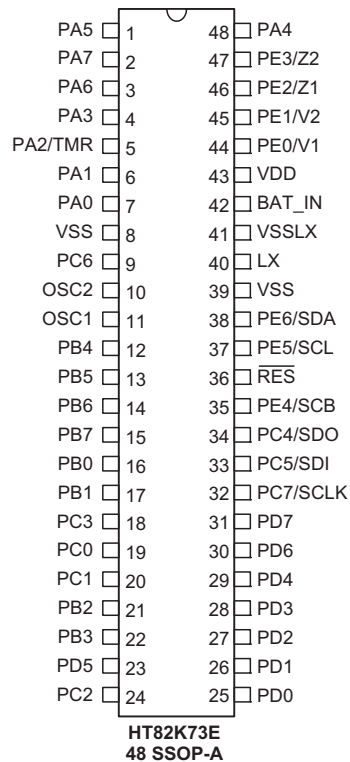 PA5 1 48 PA4
PA7 2 47 PE3/Z2
PA6 3 46 PE2/Z1
PA3 4 45 PE1/V2
PA2/TMR 5 44 PE0/V1
PA1 6 43 VDD
PA0 7 42 BAT_IN
VSS 8 41 VSSLX
PC6 9 40 LX
OSC2 10 39 VSS
OSC1 11 38 PE6/SDA
PB4 12 37 PE5/SCL
PB5 13 36 RES
PB6 14 35 PE4/SCB
PB7 15 34 PC4/SDO
PB0 16 33 PC5/SDI
PB1 17 32 PC7/SCLK
PC3 18 31 PD7
PC0 19 30 PD6
PC1 20 29 PD4
PB2 21 28 PD3
PB3 22 27 PD2
PD5 23 26 PD1
PC2 24 25 PD0
HT82K73E
48 SSOP-A